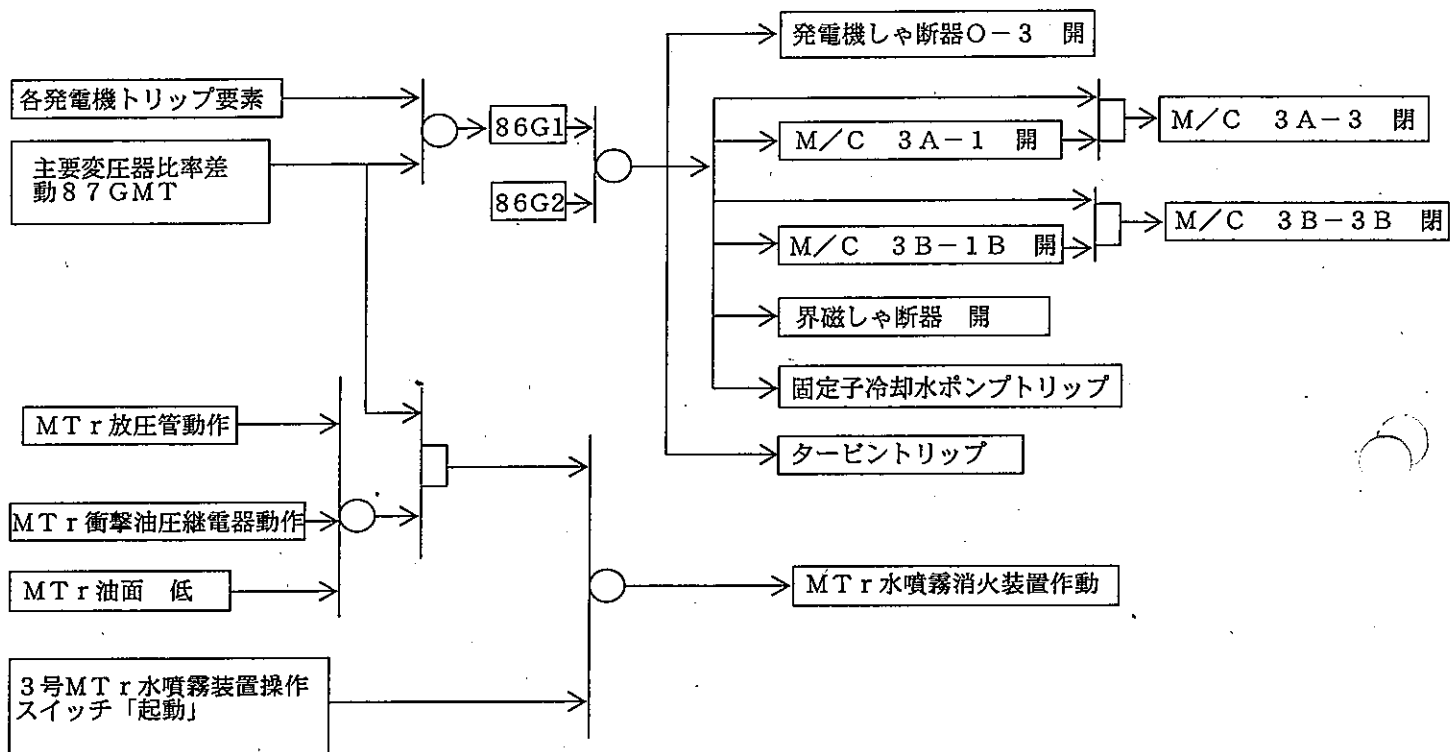 発電機しゃ断器O-3 開
各発電機トリップ要素
86G1
M/C 3A-1 開
M/C 3A-3 閉
主要変圧器比率差
動87GMT
86G2
M/C 3B-1B 開
M/C 3B-3B 閉
界磁しゃ断器 開
固定子冷却水ポンプトリップ
MTr放圧管動作
タービントリップ
MTr衝撃油圧継電器動作
MTr油面 低
MTr水噴霧消火装置作動
3号MTr水噴霧装置操作
スイッチ「起動」